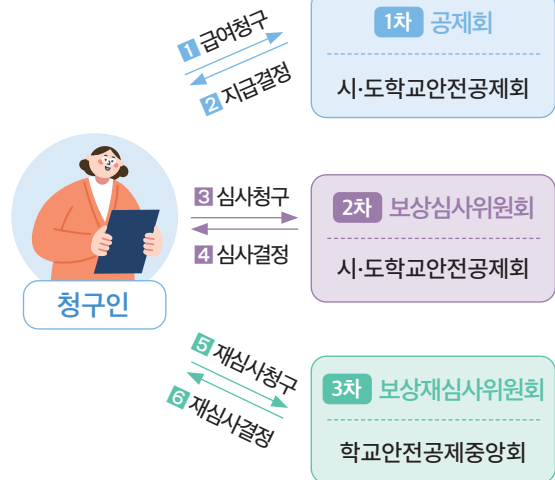 1 급여청구
2 지급결정
1차 공제회
시·도학교안전공제회
3 심사청구
4 심사결정
2차 보상심사위원회
시·도학교안전공제회
청구인
5 재심사청구
6 재심사결정
3차 보상재심사위원회
학교안전공제중앙회